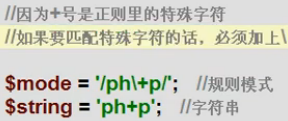 //因为+号是正则里的特殊字符
//如果要匹配特殊字符的话，必须加上\
$mode = '/ph\+p/'; //规则模式
$string = 'ph+p'; //字符串